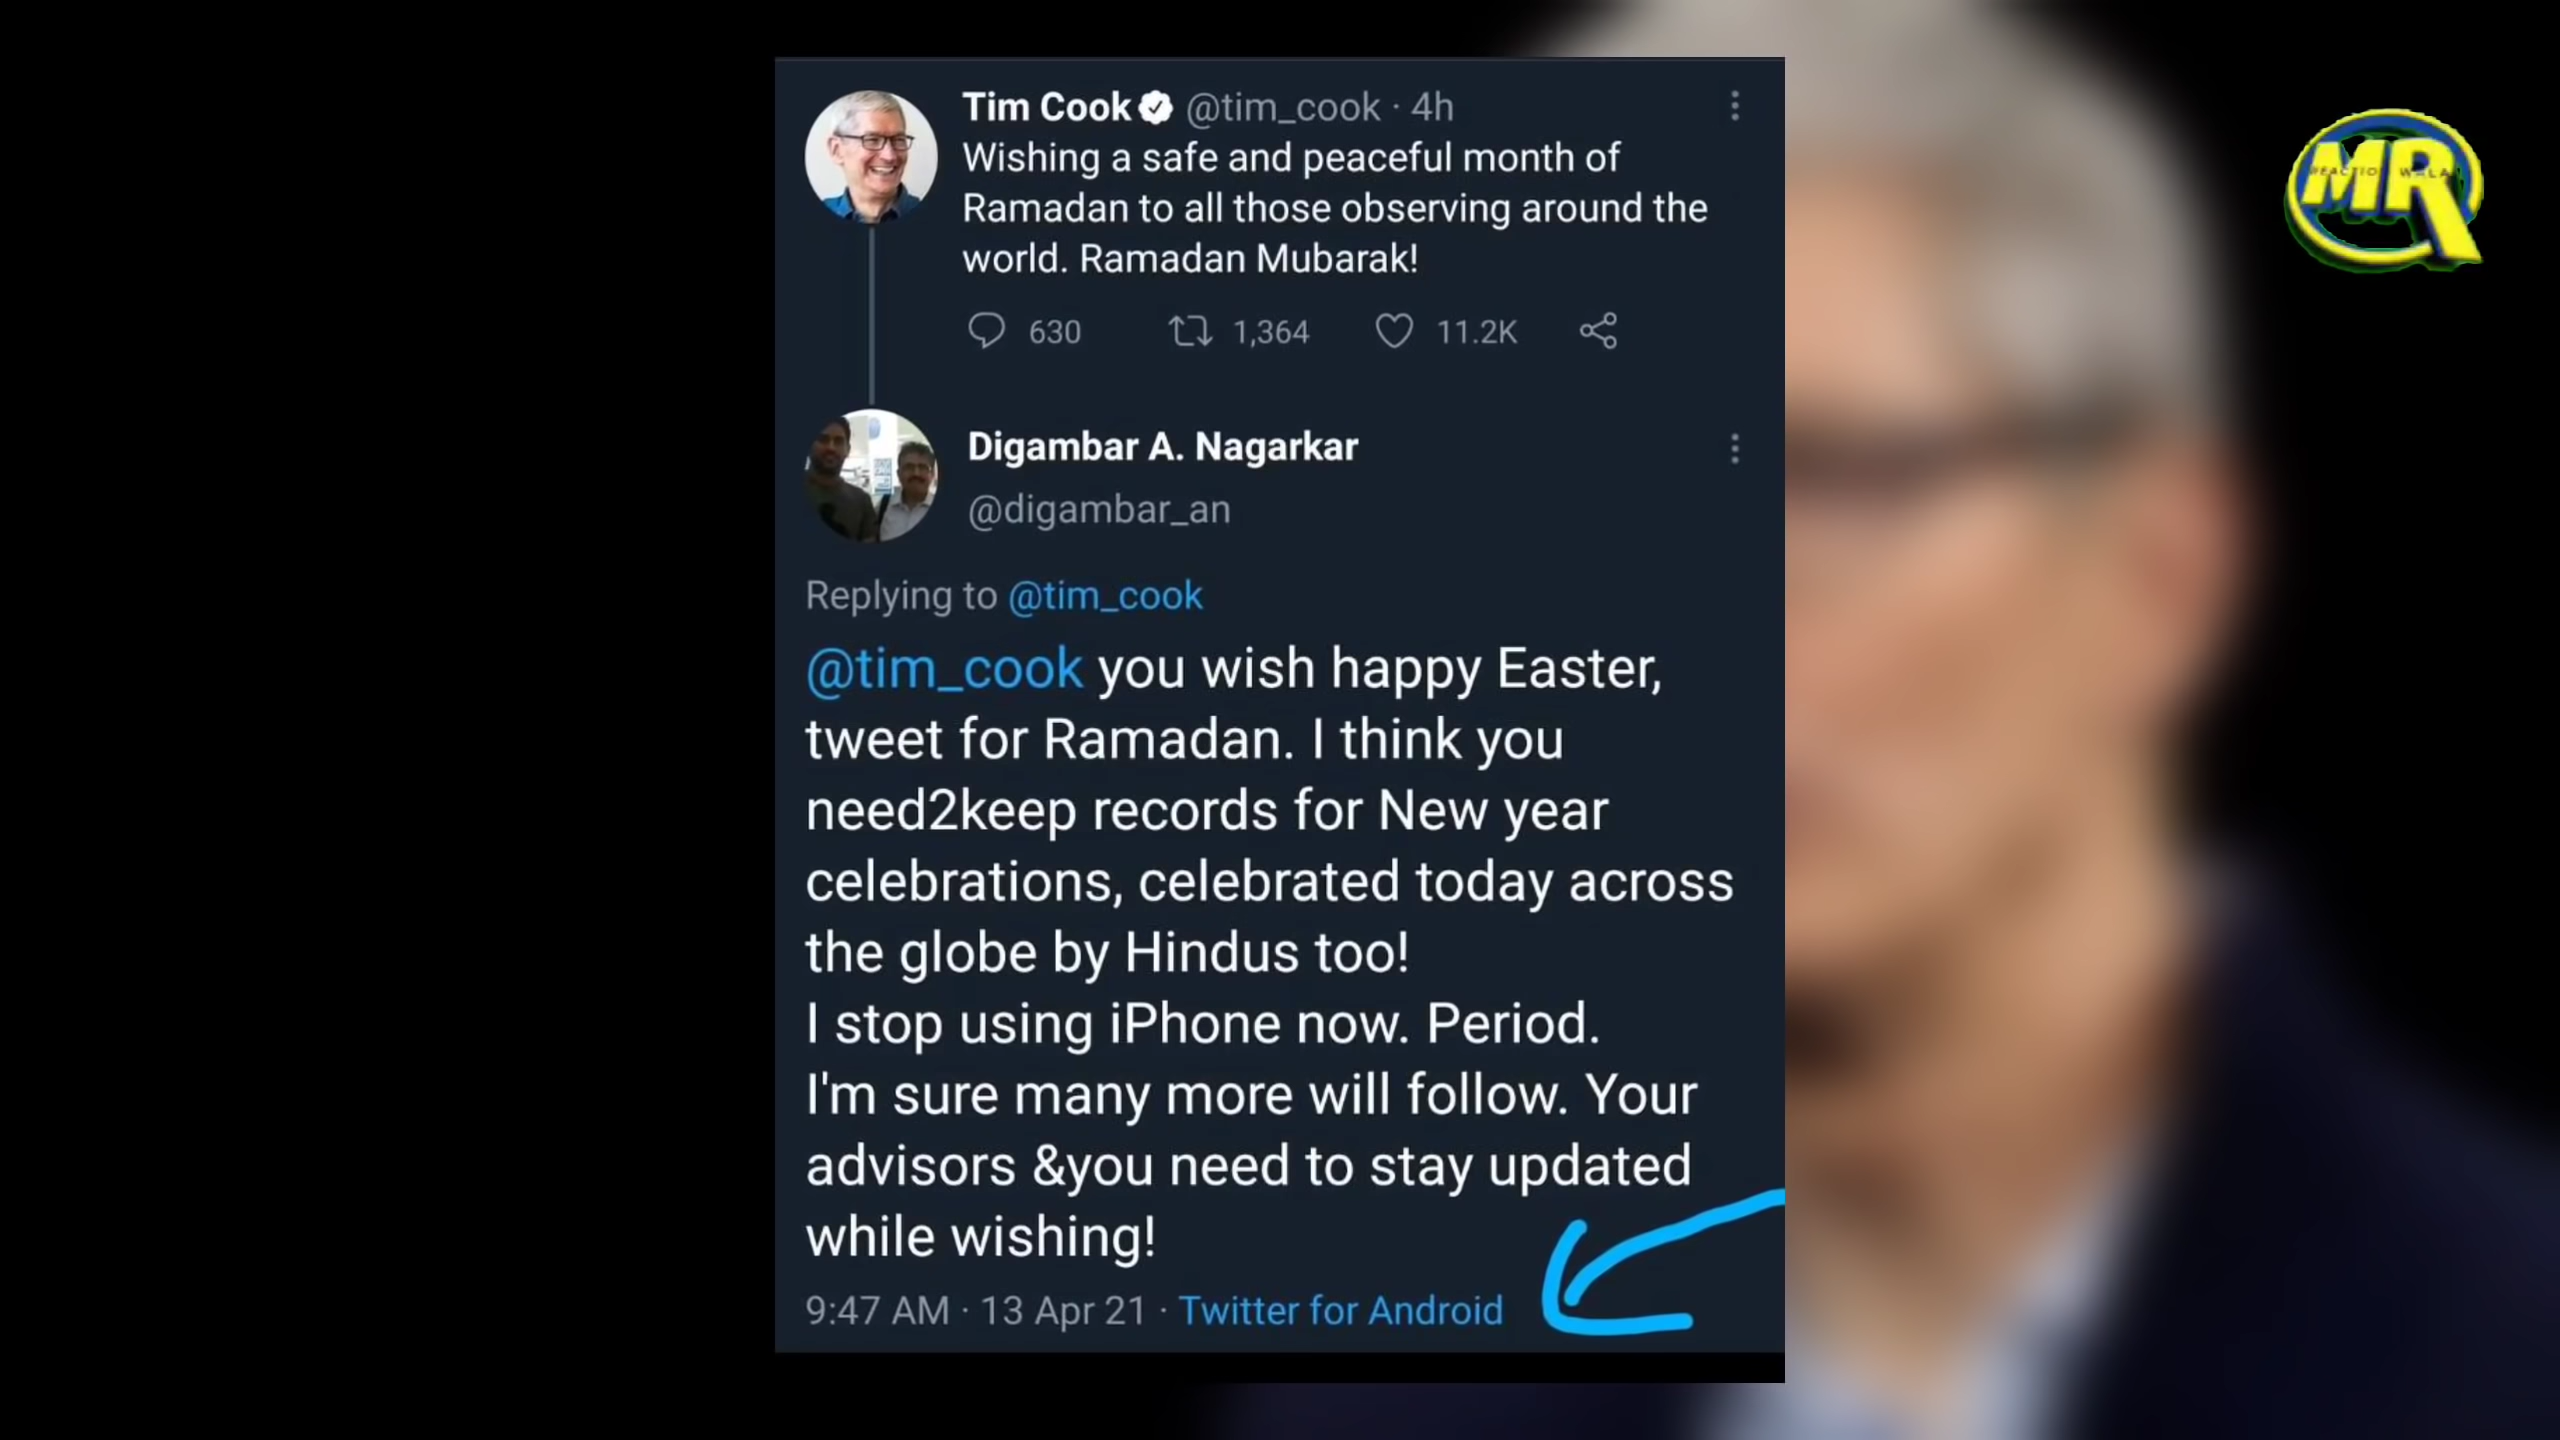 Tim Cook @tim_cook · 4h
Wishing a safe and peaceful month of
Ramadan to all those observing around the
world. Ramadan Mubarak!
630 1,364 11.2K
Digambar A. Nagarkar
@digambar_an
Replying to @tim_cook
@tim_cook you wish happy Easter,
tweet for Ramadan. I think you
need2keep records for New year
celebrations, celebrated today across
the globe by Hindus too!
I stop using iPhone now. Period.
I'm sure many more will follow. Your
advisors &you need to stay updated
while wishing!
9:47 AM · 13 Apr 21 · Twitter for Android
MR
REACTION WALA